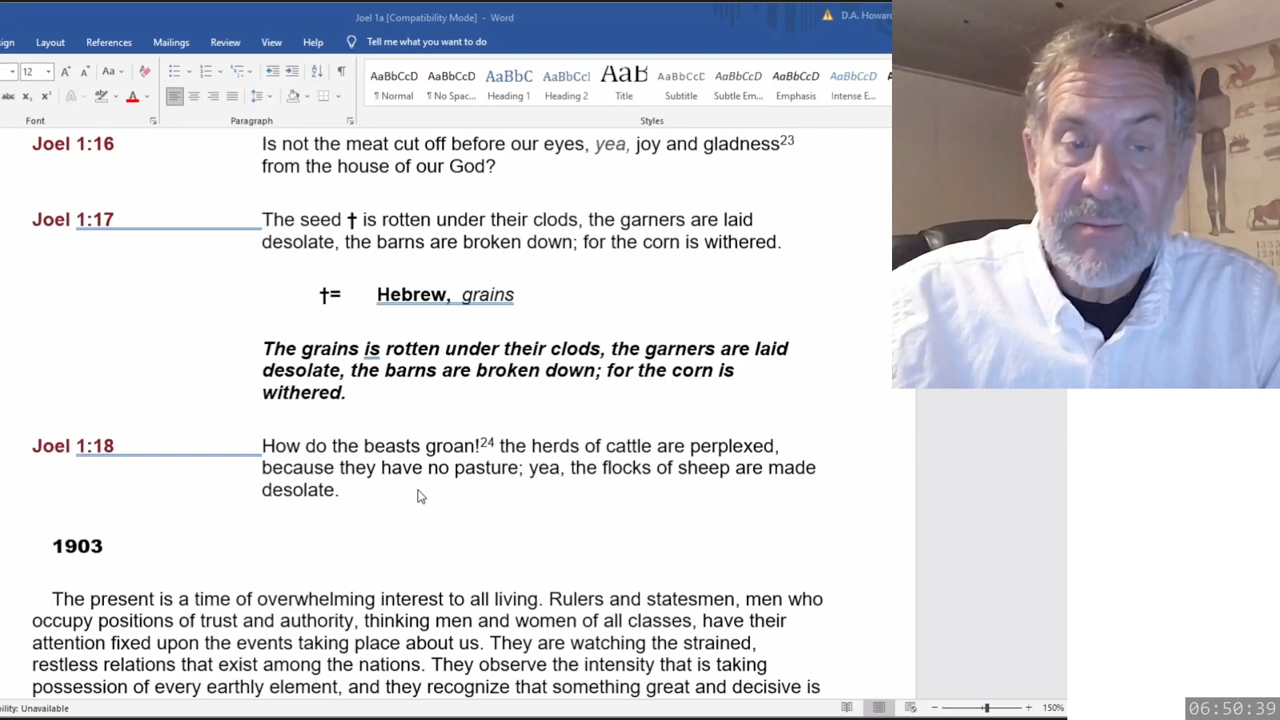 Joel 1a [Compatibility Mode] - Word
D.A. Howard
Layout References Mailings Review View Help Tell me what you want to do
12
AaBbCcD AaBbCcD AaBbC AaBbCcI AaB AaBbCcD AaBbCcD AaBbCcD AaBbCcD
¶ Normal ¶ No Spac... Heading 1 Heading 2 Title Subtitle Subtle Em... Emphasis Intense E...
Font Paragraph Styles
Joel 1:16 Is not the meat cut off before our eyes, yea, joy and gladness23
from the house of our God?
Joel 1:17 The seed † is rotten under their clods, the garners are laid
desolate, the barns are broken down; for the corn is withered.
†= Hebrew, grains
The grains is rotten under their clods, the garners are laid
desolate, the barns are broken down; for the corn is
withered.
Joel 1:18 How do the beasts groan!24 the herds of cattle are perplexed,
because they have no pasture; yea, the flocks of sheep are made
desolate.
1903
The present is a time of overwhelming interest to all living. Rulers and statesmen, men who
occupy positions of trust and authority, thinking men and women of all classes, have their
attention fixed upon the events taking place about us. They are watching the strained,
restless relations that exist among the nations. They observe the intensity that is taking
possession of every earthly element, and they recognize that something great and decisive is
bility: Unavailable
150%
06:50:39